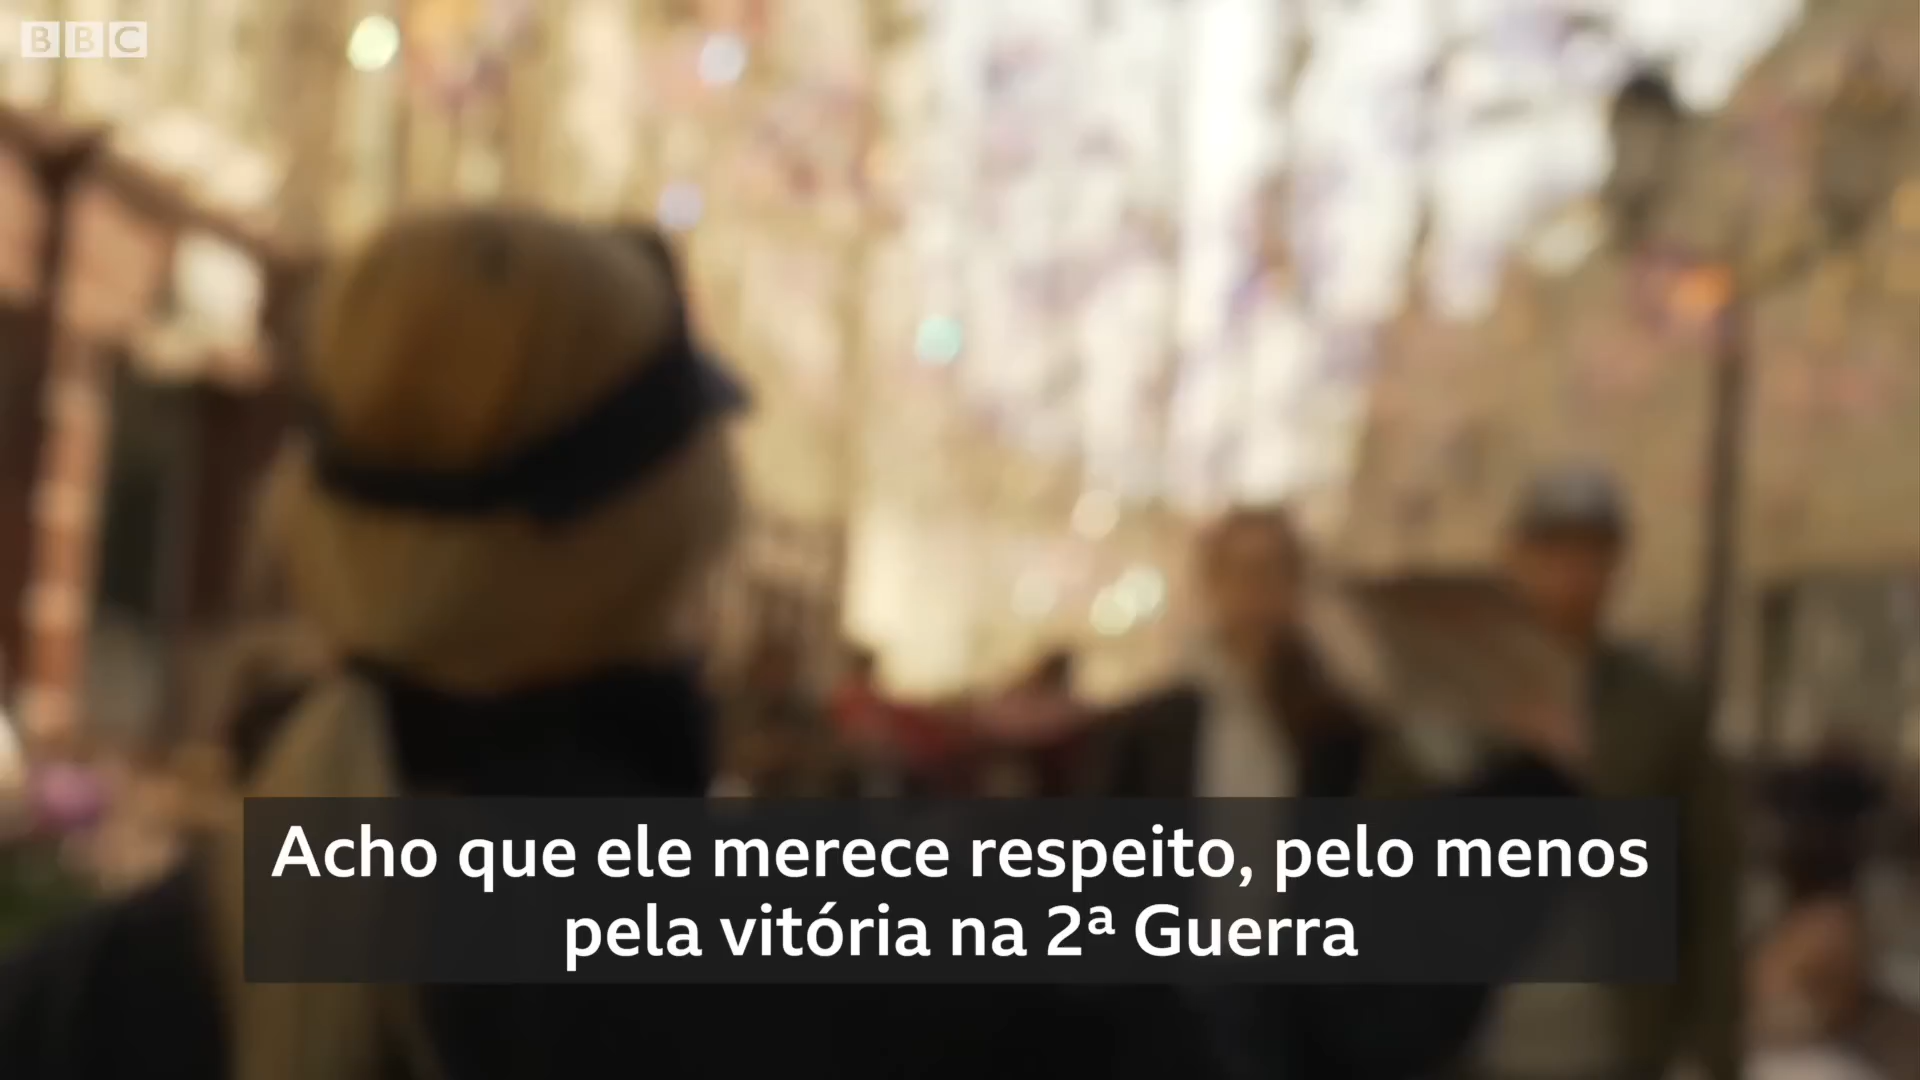 BBC
Acho que ele merece respeito, pelo menos
pela vitória na 2ª Guerra